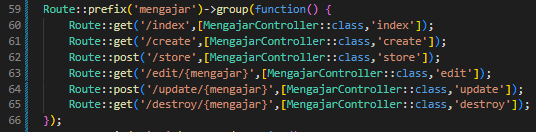 59 Route::prefix('mengajar')->group(function() {
60 Route::get('/index',[MengajarController::class,'index']);
61 Route::get('/create',[MengajarController::class,'create']);
62 Route::post('/store',[MengajarController::class,'store']);
63 Route::get('/edit/{mengajar}',[MengajarController::class,'edit']);
64 Route::post('/update/{mengajar}',[MengajarController::class,'update']);
65 Route::get('/destroy/{mengajar}',[MengajarController::class,'destroy']);
66 });